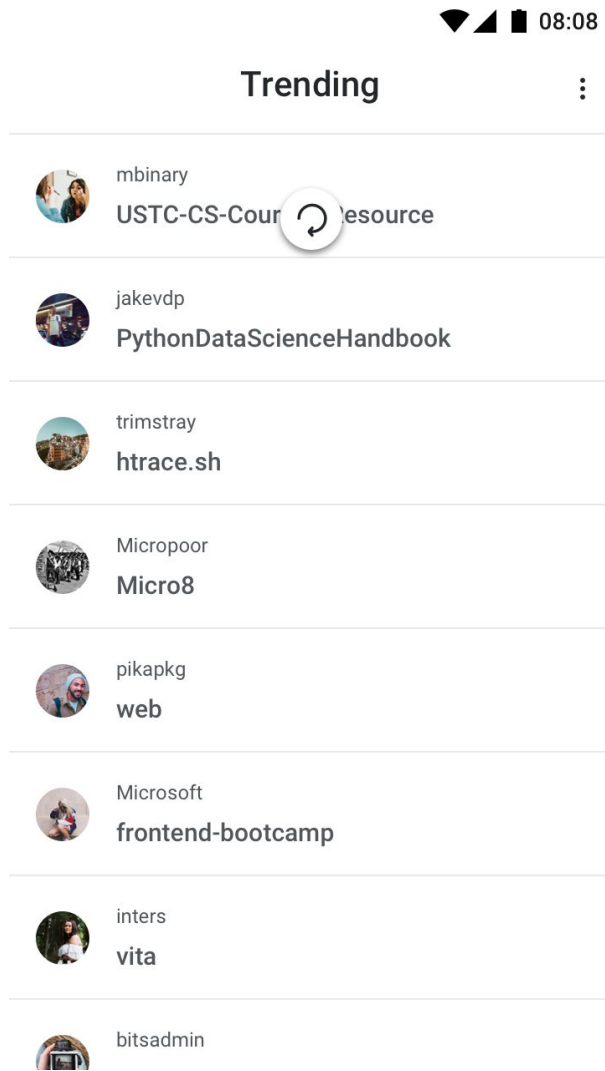 08:08
Trending
mbinary
USTC-CS-Cour esource
jakevdp
PythonDataScienceHandbook
trimstray
htrace.sh
Micropoor
Micro8
pikapkg
web
Microsoft
frontend-bootcamp
inters
vita
bitsadmin